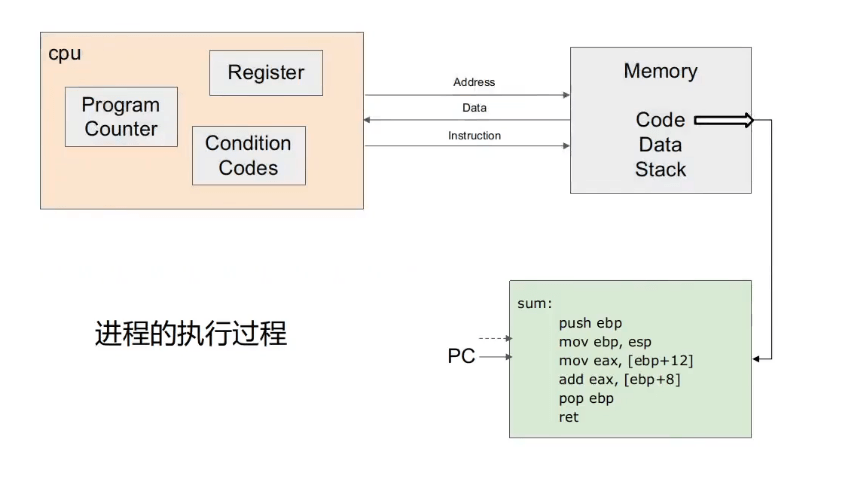 cpu
Register
Program
Counter
Condition
Codes
Address
Data
Instruction
Memory
Code
Data
Stack
进程的执行过程
PC
sum:
push ebp
mov ebp, esp
mov eax, [ebp+12]
add eax, [ebp+8]
pop ebp
ret